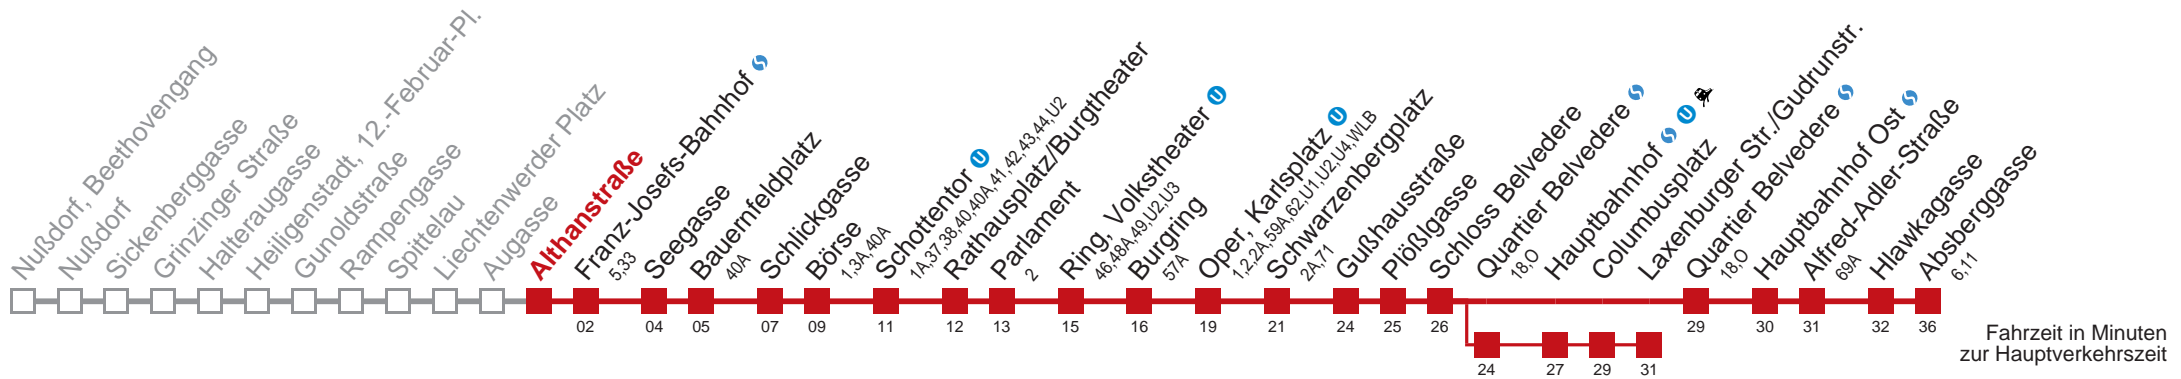 Nußdorf, Beethovengang
Nußdorf
Sickenberggasse
Grinzinger Straße
Halteraugasse
Heiligenstadt, 12.-Februar-Pl.
Gunoldstraße
Rampengasse
Spittelau
Liechtenwerder Platz
Augasse
Althanstraße
Franz-Josefs-Bahnhof
5,33
Seegasse
Bauernfeldplatz
40A
Schlickgasse
Börse
1,3A,40A
Schottentor U
1A,37,38,40,40A,41,42,43,44,U2
Rathausplatz/Burgtheater
Parlament
2
Ring, Volkstheater U
46,48A,49,U2,U3
Burgring
57A
Oper, Karlsplatz U
1,2,2A,59A,62,U1,U2,U4,WLB
Schwarzenbergplatz
2A,71
Gußhausstraße
Plößlgasse
Schloss Belvedere
Quartier Belvedere
18,O
Hauptbahnhof U
Columbusplatz
Laxenburger Str./Gudrunstr.
Quartier Belvedere
18,O
Hauptbahnhof Ost
Alfred-Adler-Straße
69A
Hlawkagasse
Absberggasse
6,11
02 04 05 07 09 11 12 13 15 16 19 21 24 25 26 29 30 31 32 36
24 27 29 31
Fahrzeit in Minuten
zur Hauptverkehrszeit